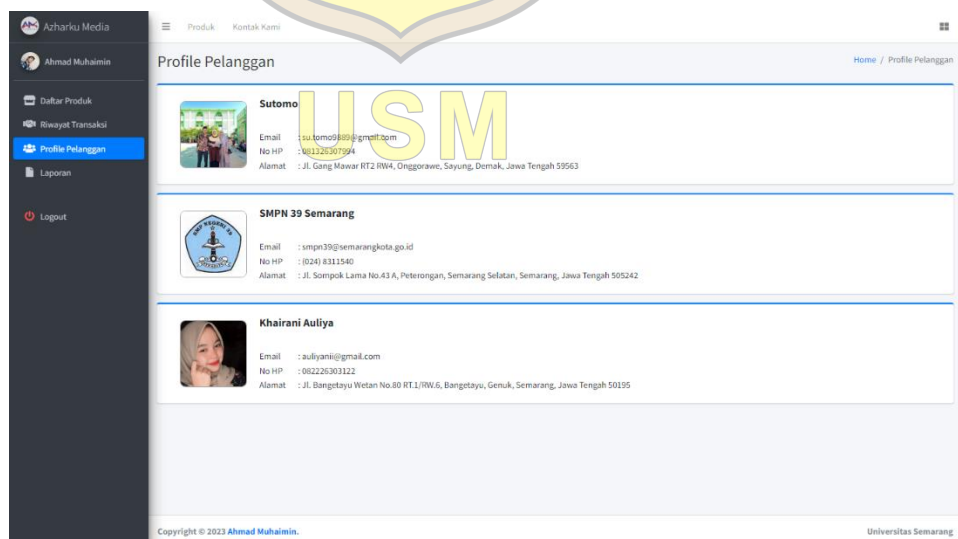 Azharku Media
Produk Kontak Kami
Ahmad Muhaimin
Profile Pelanggan
Home / Profile Pelanggan
Daftar Produk
Riwayat Transaksi
Profile Pelanggan
Laporan
Logout
Sutomo
Email : su.tomo9889@gmail.com
No HP : 081326307994
Alamat : Jl. Gang Mawar RT2 RW4, Onggorawe, Sayung, Demak, Jawa Tengah 59563
USM
SMPN 39 Semarang
Email : smpn39@semarangkota.go.id
No HP : (024) 8311540
Alamat : Jl. Sompok Lama No.43 A, Peterongan, Semarang Selatan, Semarang, Jawa Tengah 505242
SMP NEGERI 39
Khairani Auliya
Email : auliyanii@gmail.com
No HP : 082226303122
Alamat : Jl. Bangetayu Wetan No.80 RT.1/RW.6, Bangetayu, Genuk, Semarang, Jawa Tengah 50195
Copyright © 2023 Ahmad Muhaimin.
Universitas Semarang